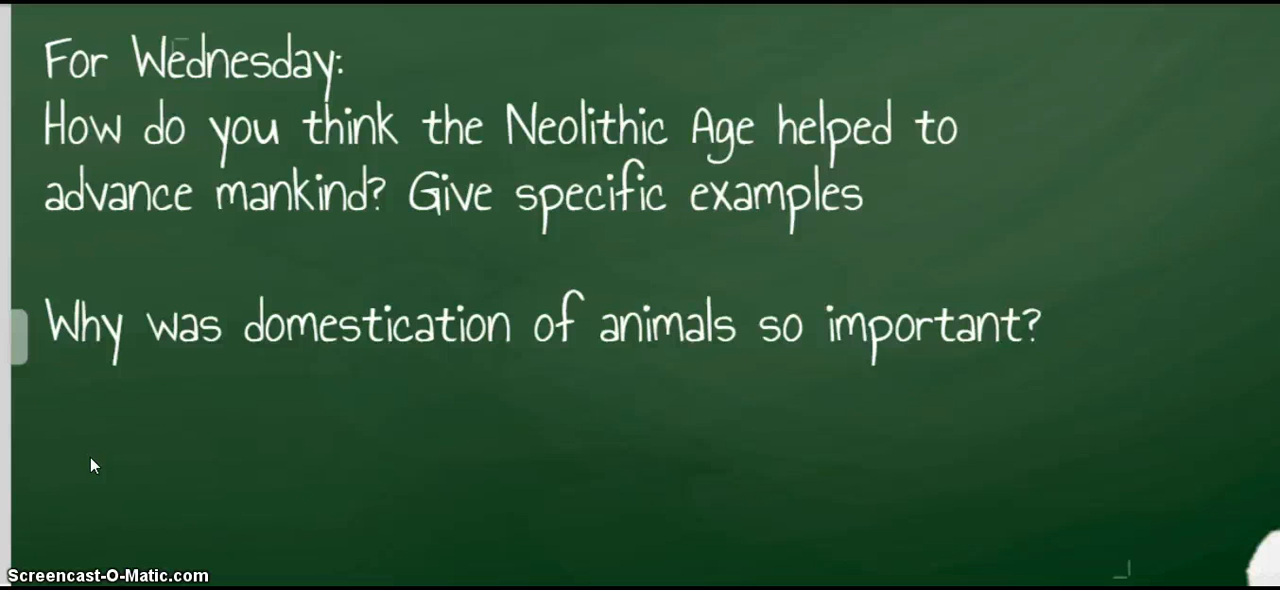 For Wednesday:
How do you think the Neolithic Age helped to
advance mankind? Give specific examples
Why was domestication of animals so important?
Screencast-O-Matic.com